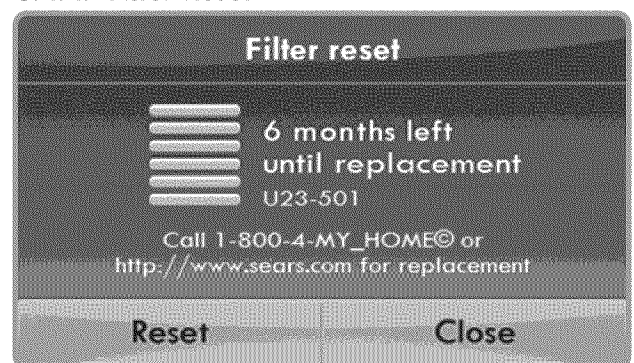 Filter reset
6 months left
until replacement
U23-501
Call 1-800-4-MY_HOME© or
http://www.sears.com for replacement
Reset
Close